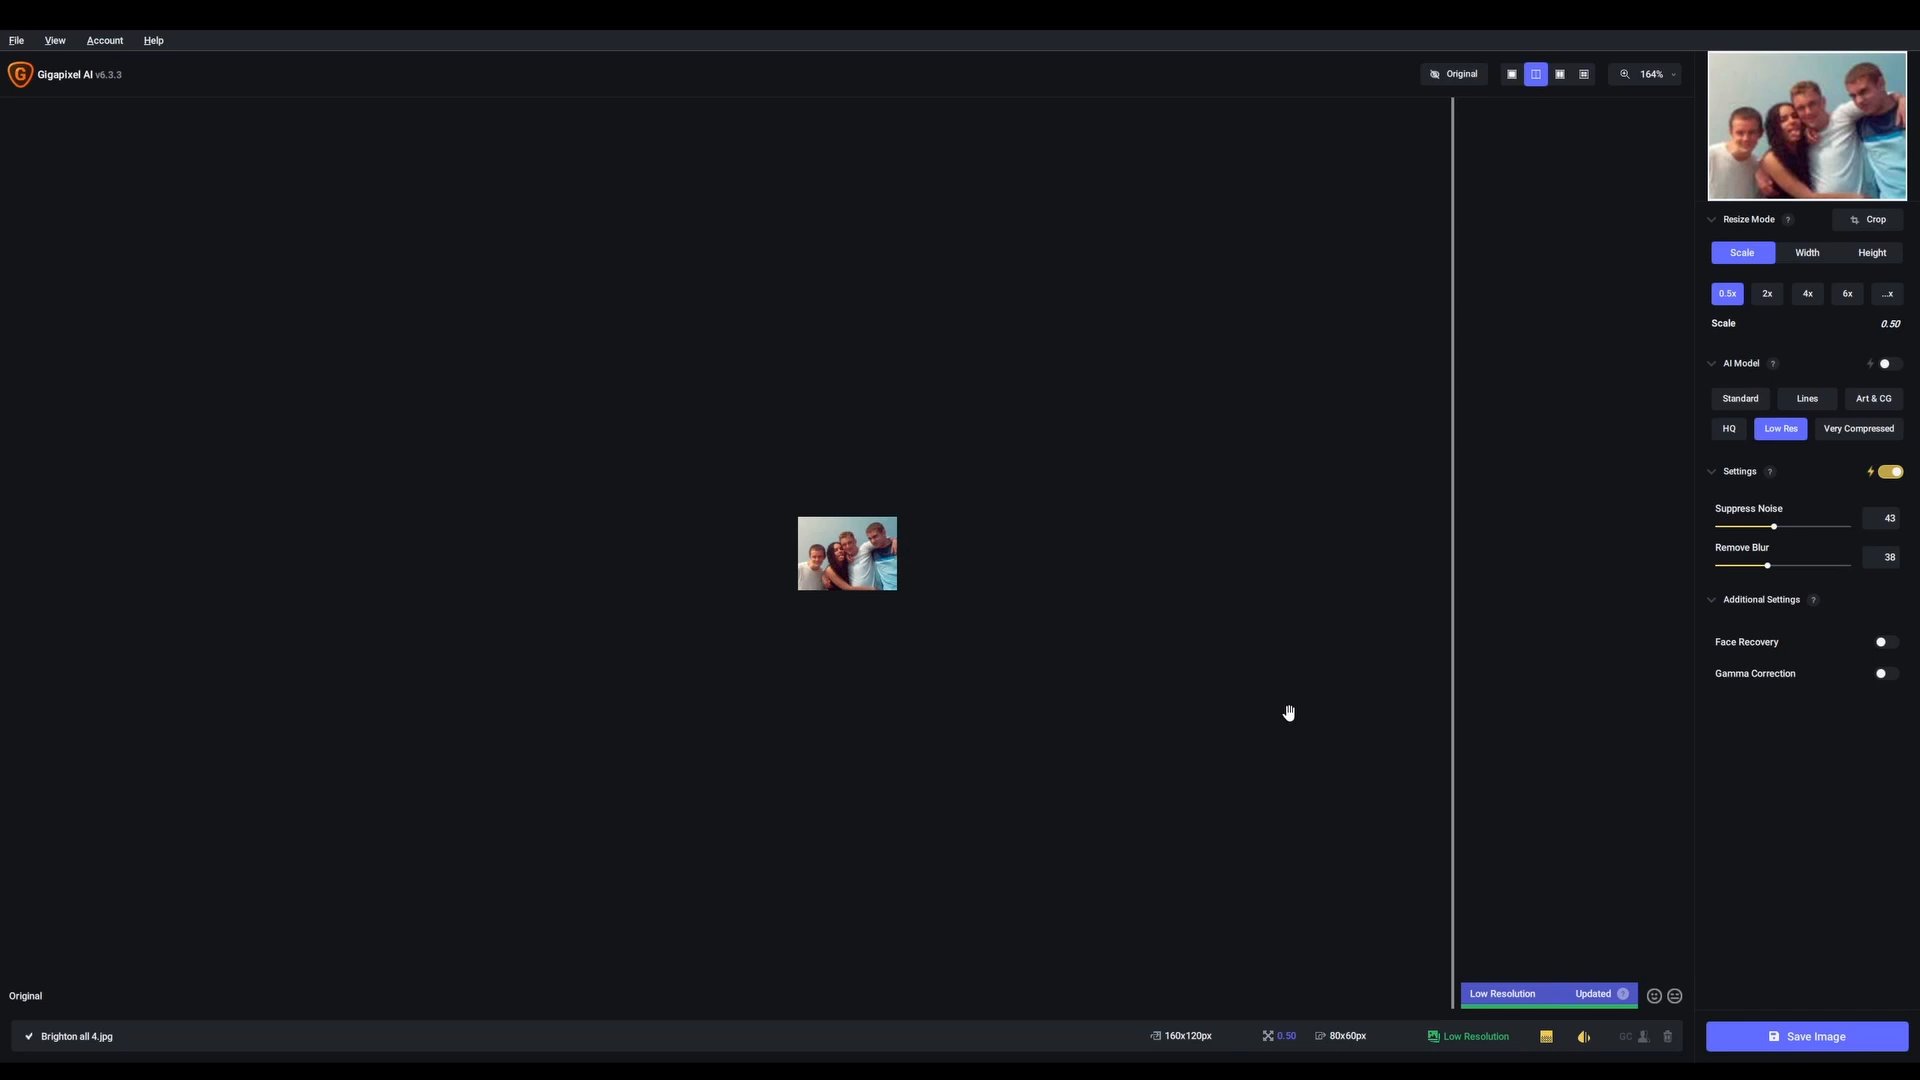 File View Account Help
Gigapixel AI v6.3.3
Original
164%
Resize Mode ? Crop
Scale Width Height
0.5x 2x 4x 6x ...x
Scale 0.50
AI Model ?
Standard Lines Art & CG
HQ Low Res Very Compressed
Settings ?
Suppress Noise
43
Remove Blur
38
Additional Settings ?
Face Recovery
Gamma Correction
Original
Low Resolution Updated ?
Brighton all 4.jpg 160x120px 0.50 80x60px Low Resolution GC
Save Image